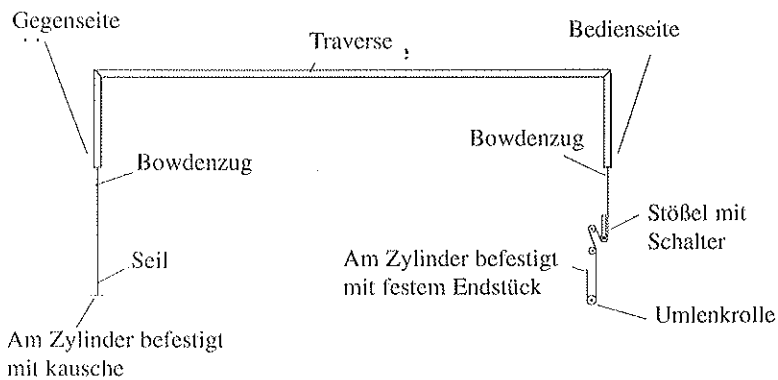 Gegenseite
Traverse
Bedienseite
Bowdenzug
Bowdenzug
Stößel mit
Schalter
Seil
Am Zylinder befestigt
mit festem Endstück
Umlenkrolle
Am Zylinder befestigt
mit kausche